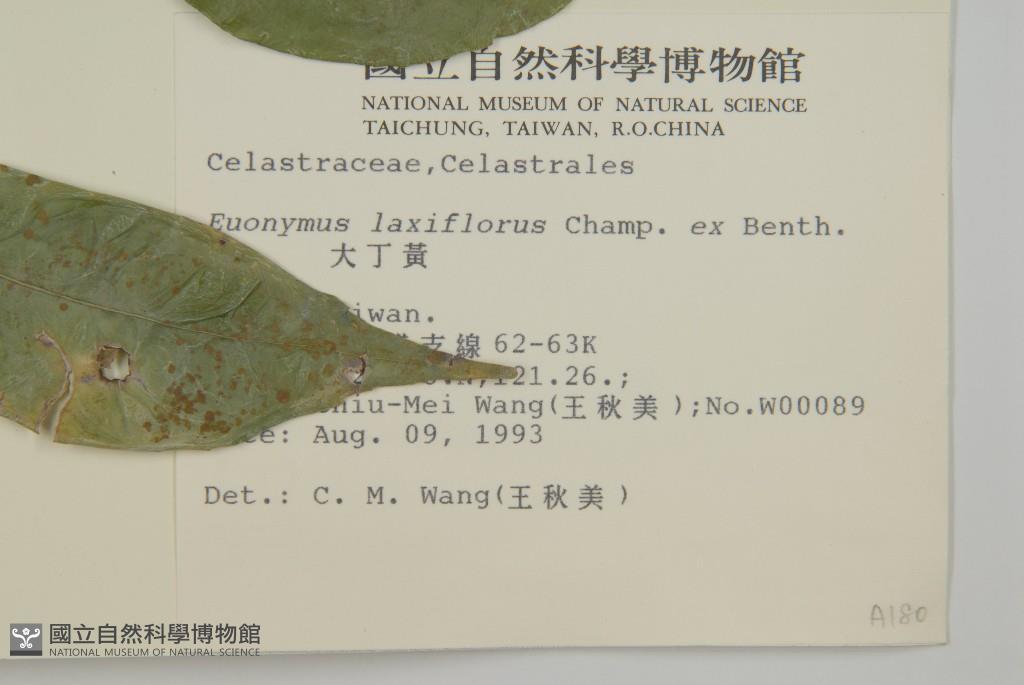 國立自然科學博物館
NATIONAL MUSEUM OF NATURAL SCIENCE
TAICHUNG, TAIWAN, R.O.CHINA
Celastraceae,Celastrales
Euonymus laxiflorus Champ. ex Benth.
大丁黃
iwan.
支線 62-63K
121.26.;
hiu-Mei Wang(王秋美);No.W00089
e: Aug. 09, 1993
Det.: C. M. Wang(王秋美)
A180
國立自然科學博物館
NATIONAL MUSEUM OF NATURAL SCIENCE